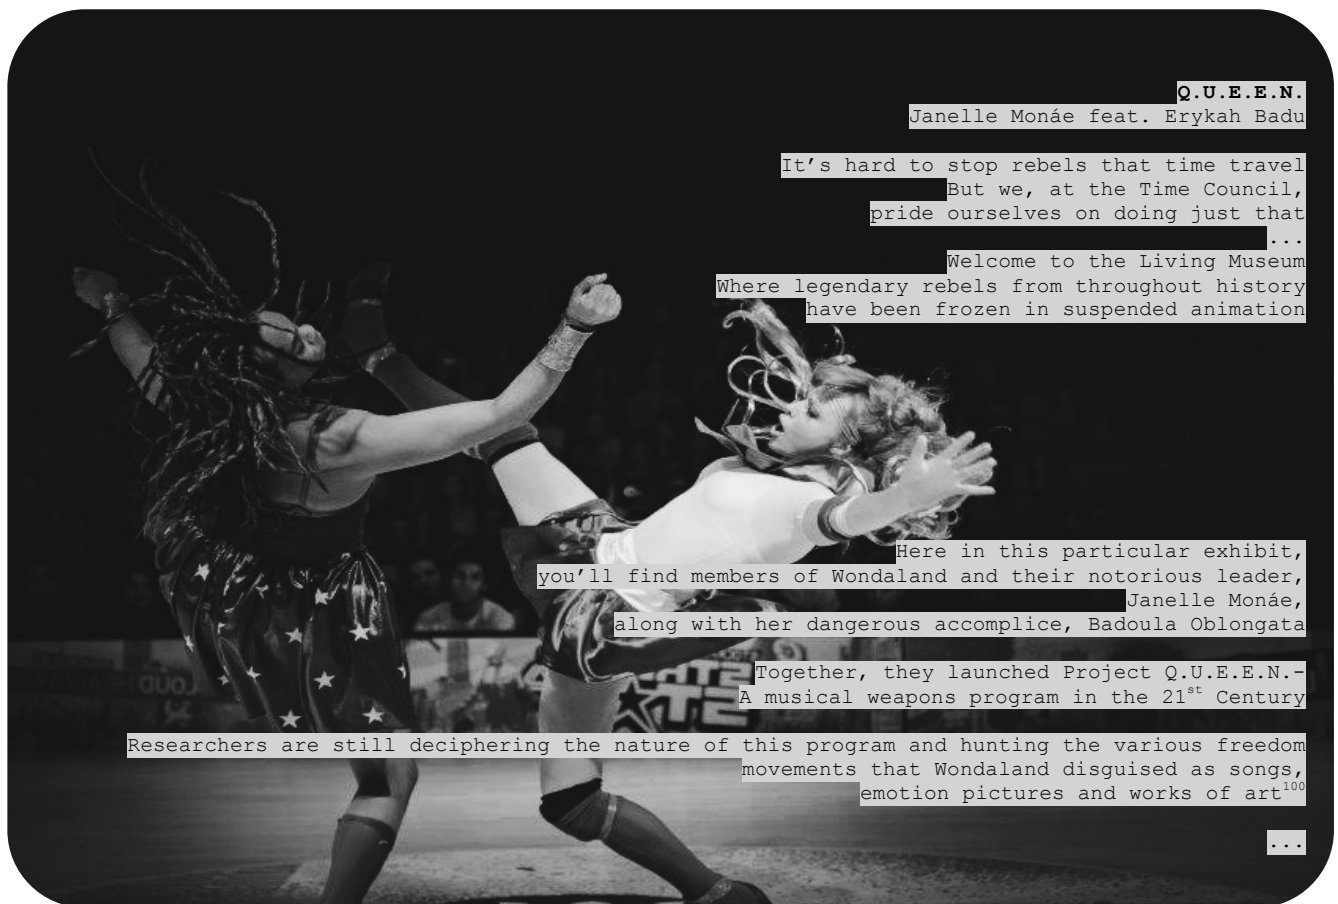 Q.U.E.E.N.
Janelle Monáe feat. Erykah Badu
It’s hard to stop rebels that time travel
But we, at the Time Council,
pride ourselves on doing just that
...
Welcome to the Living Museum
Where legendary rebels from throughout history
have been frozen in suspended animation
Here in this particular exhibit,
you’ll find members of Wondaland and their notorious leader,
Janelle Monáe,
along with her dangerous accomplice, Badoula Oblongata
Together, they launched Project Q.U.E.E.N.-
A musical weapons program in the 21st Century
Researchers are still deciphering the nature of this program and hunting the various freedom
movements that Wondaland disguised as songs,
emotion pictures and works of art100
...